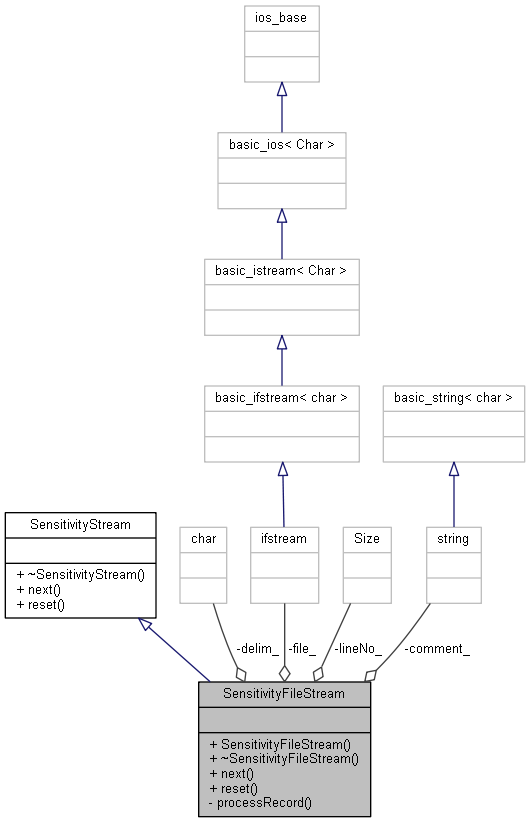 ios_base
basic_ios< Char >
basic_istream< Char >
basic_ifstream< char >
basic_string< char >
SensitivityStream
+ ~SensitivityStream()
+ next()
+ reset()
char
ifstream
Size
string
-delim_
-file_
-lineNo_
-comment_
SensitivityFileStream
+ SensitivityFileStream()
+ ~SensitivityFileStream()
+ next()
+ reset()
- processRecord()